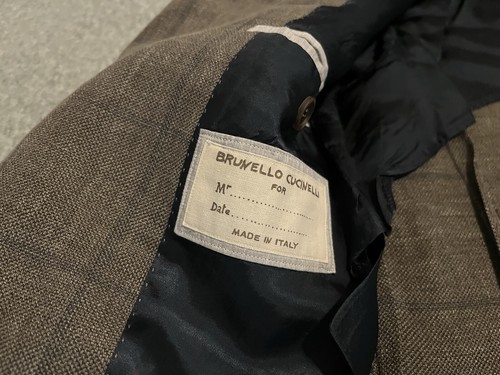 BRUNELLO CUCINELLI
FOR
Mr....................
Date....................
MADE IN ITALY